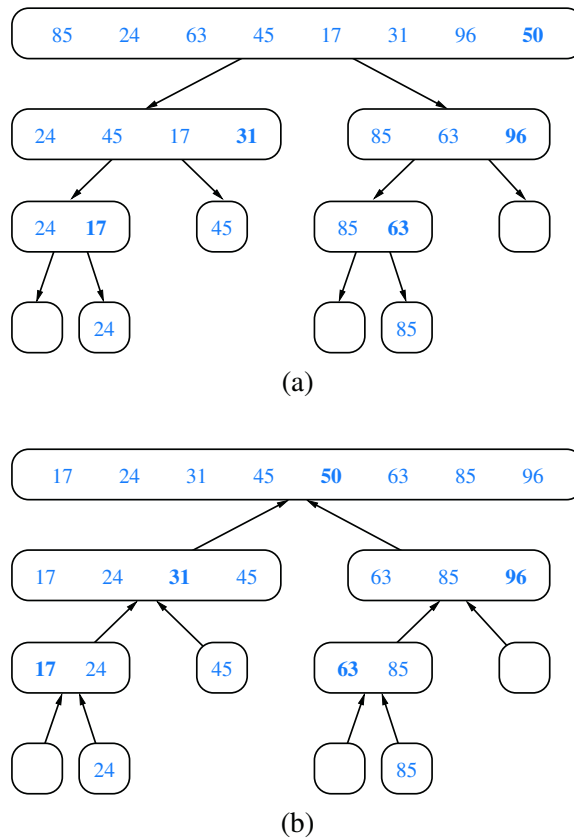 85 24 63 45 17 31 96 50
24 45 17 31 85 63 96
24 17 45 85 63
24 85
(a)
17 24 31 45 50 63 85 96
17 24 31 45 63 85 96
17 24 45 63 85
24 85
(b)